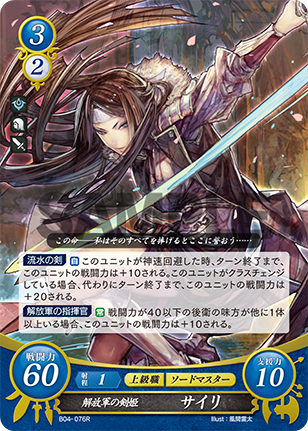 3
2
SAMPLE
この命――私はそのすべてを捧げるとここに誓おう……
流水の剣 自 このユニットが神速回避した時、ターン終了まで、
このユニットの戦闘力は+10される。このユニットがクラスチェンジ
している場合、代わりにターン終了まで、このユニットの戦闘力は
+20される。
解放軍の指揮官 常 戦闘力が40以下の後衛の味方が他に1体
以上いる場合、このユニットの戦闘力は+10される。
戦闘力
60
射程 1 上級職 ソードマスター
支援力
10
解放軍の剣姫 サイリ
B04-076R Illust:風間雷太